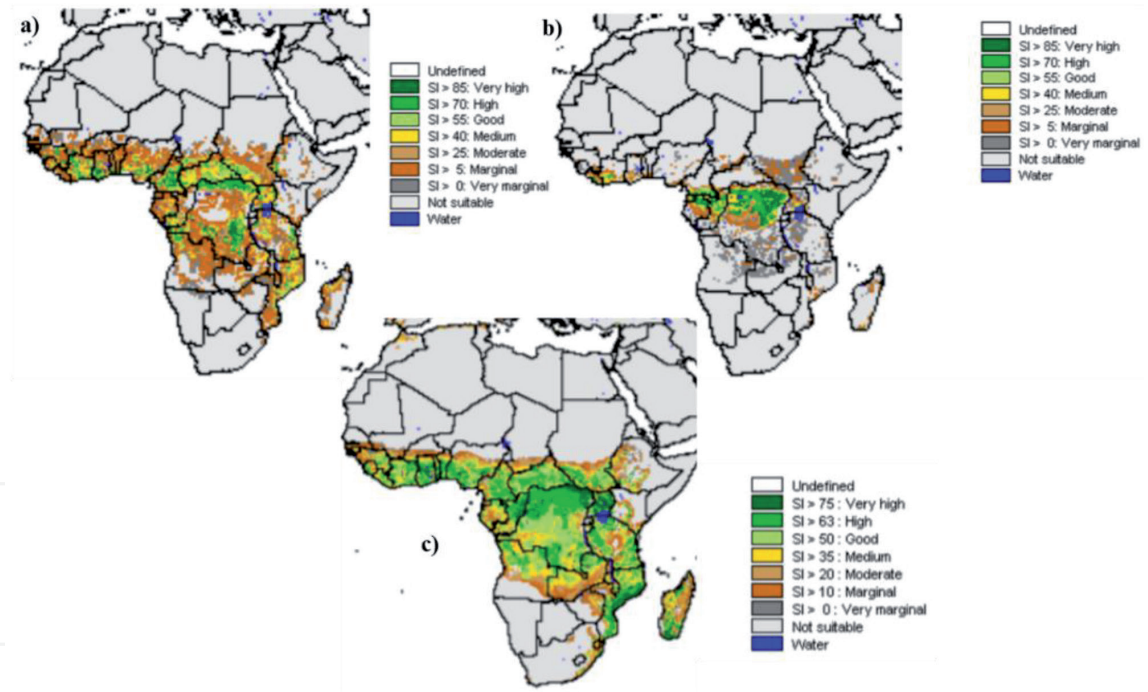 a)
Undefined
SI > 85: Very high
SI > 70: High
SI > 55: Good
SI > 40: Medium
SI > 25: Moderate
SI > 5: Marginal
SI > 0: Very marginal
Not suitable
Water
b)
Undefined
SI > 85: Very high
SI > 70: High
SI > 55: Good
SI > 40: Medium
SI > 25: Moderate
SI > 5: Marginal
SI > 0: Very marginal
Not suitable
Water
c)
Undefined
SI > 75 : Very high
SI > 63 : High
SI > 50 : Good
SI > 35 : Medium
SI > 20 : Moderate
SI > 10 : Marginal
SI > 0 : Very marginal
Not suitable
Water